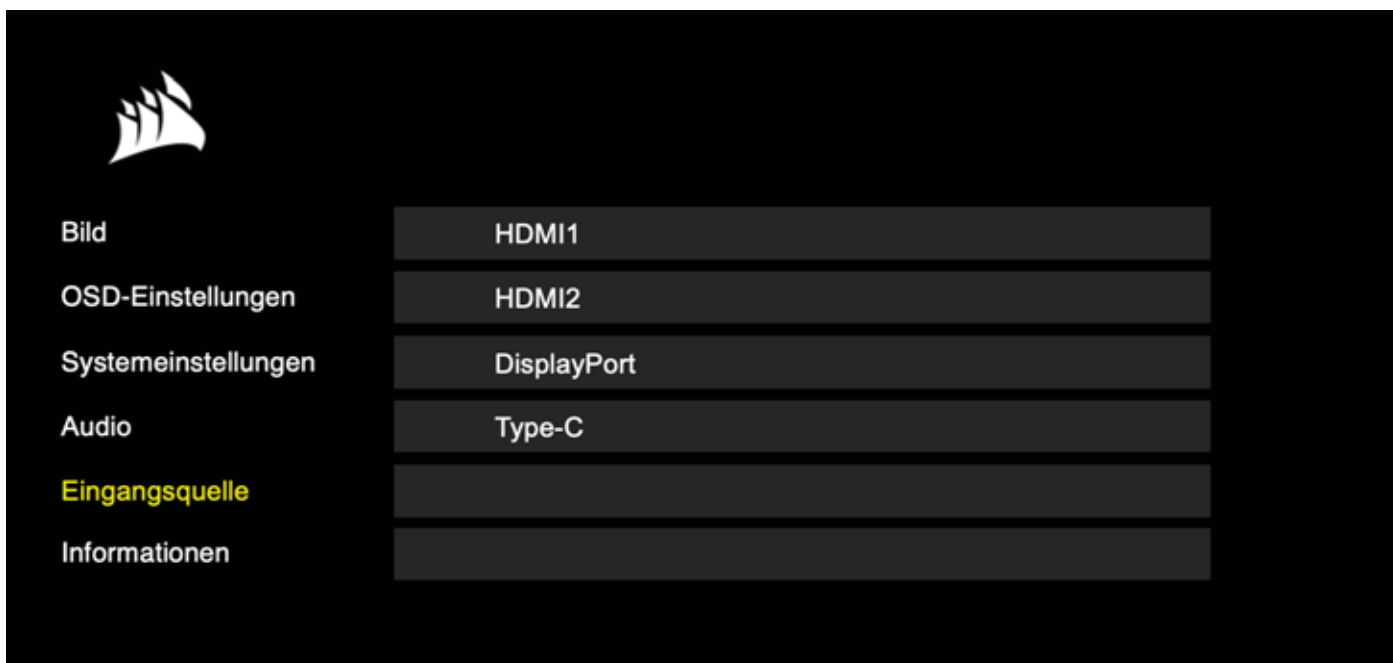 Bild
HDMI1
OSD-Einstellungen
HDMI2
Systemeinstellungen
DisplayPort
Audio
Type-C
Eingangsquelle
Informationen